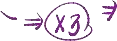 ⇒ (X3) ⇒